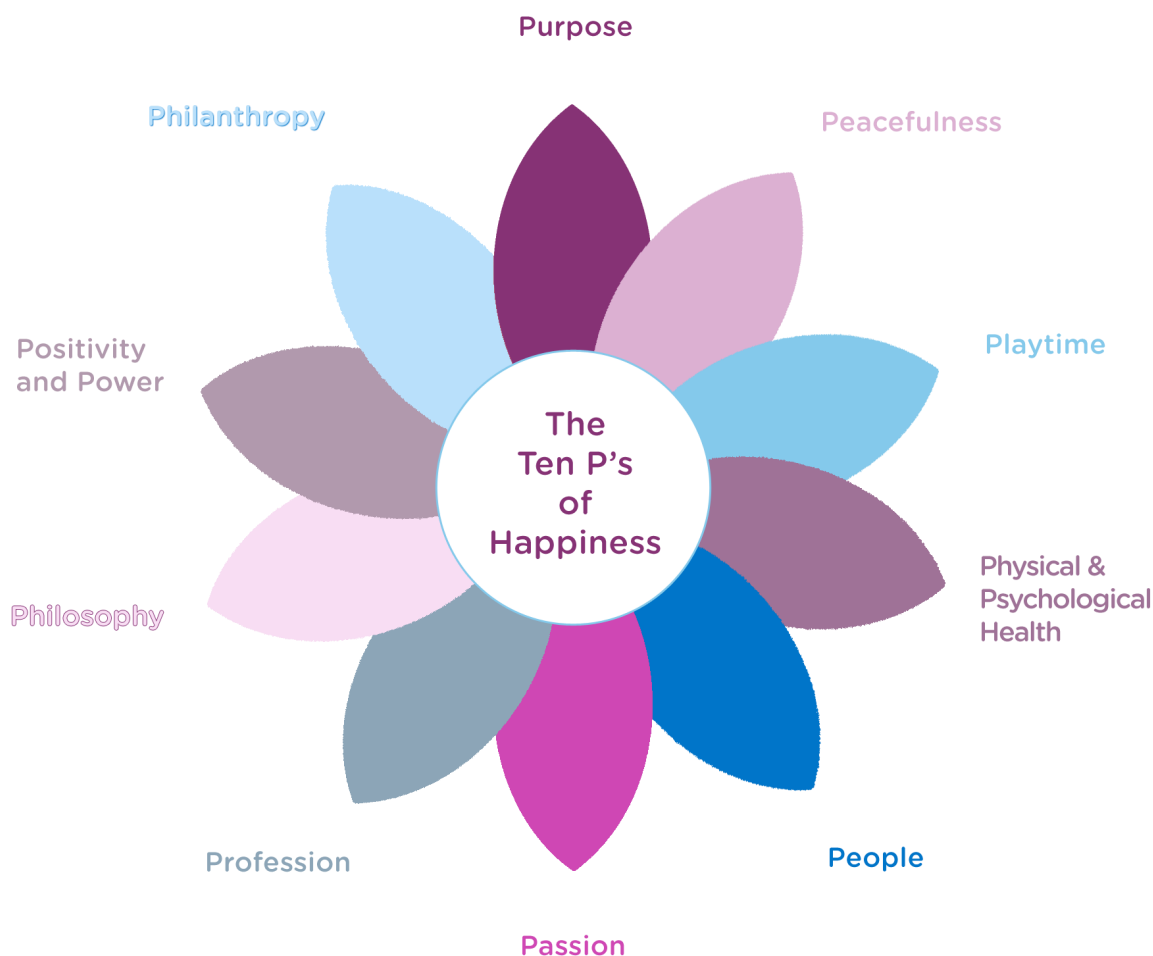 Purpose
Philanthropy
Peacefulness
Playtime
Positivity
and Power
The
Ten P’s
of
Happiness
Physical &
Psychological
Health
Philosophy
People
Profession
Passion